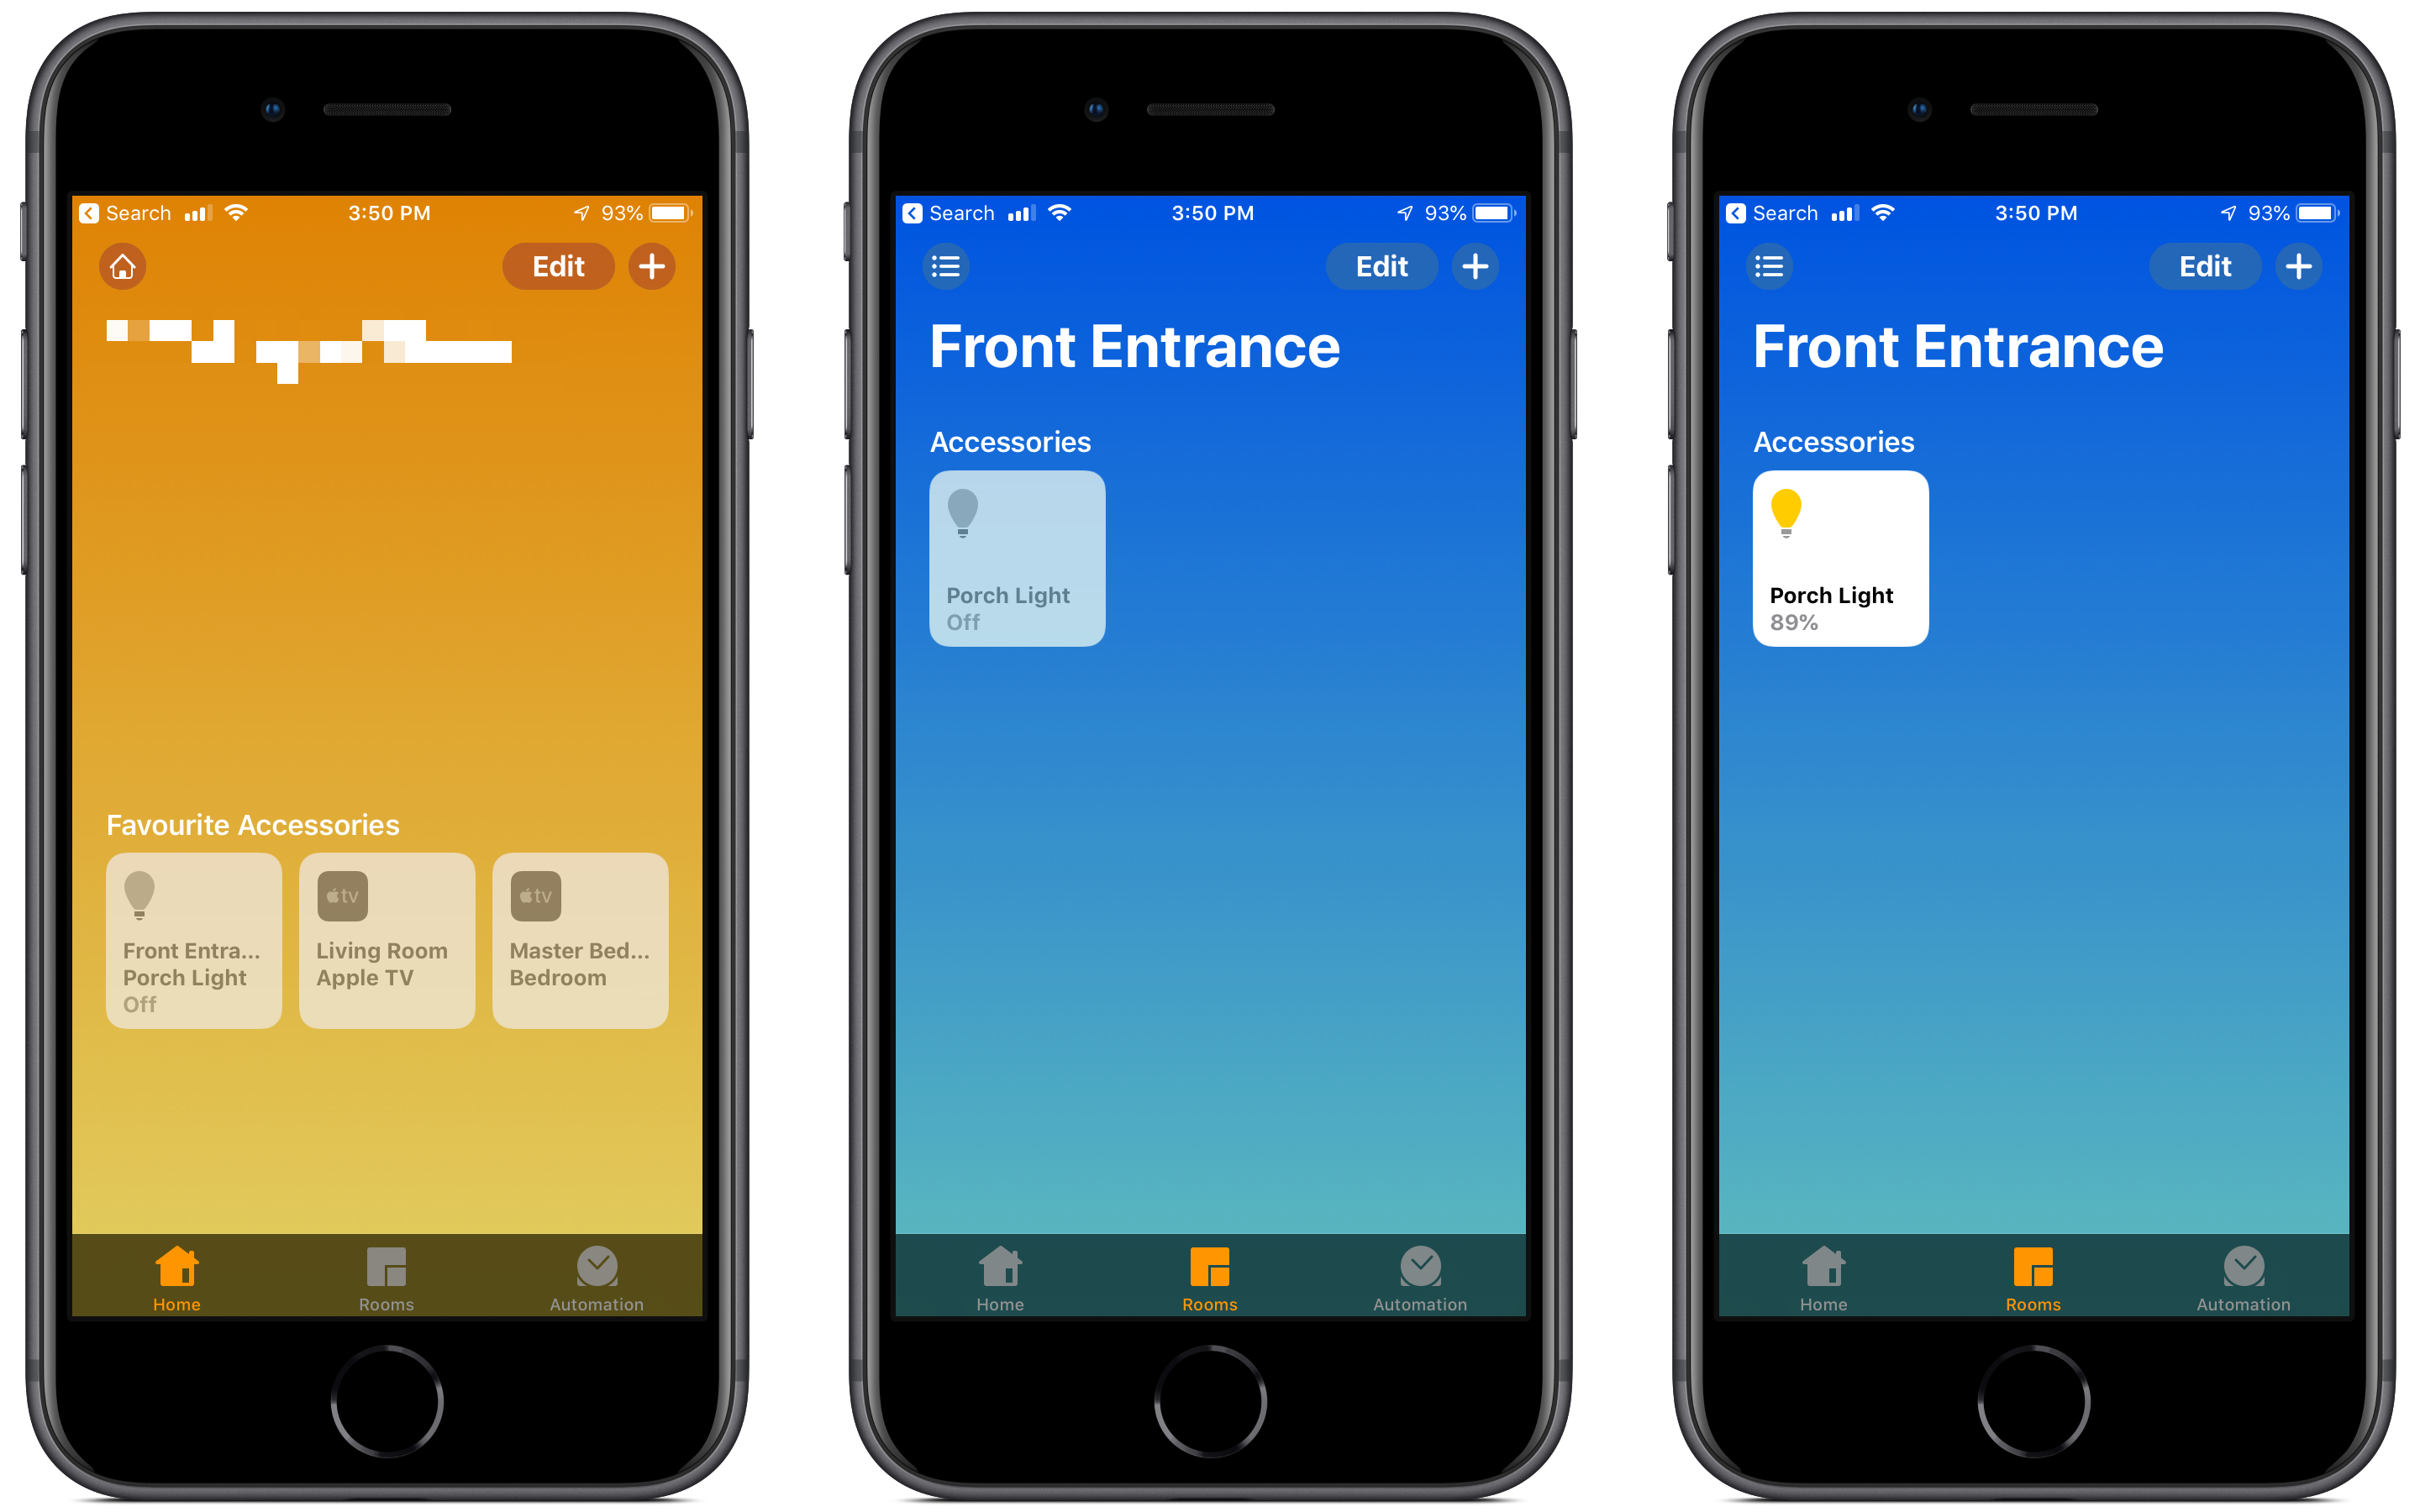 Search 3:50 PM 93%
Edit
Favourite Accessories
tv
Front Entra...
Porch Light
Off
tv
Living Room
Apple TV
Master Bed...
Bedroom
Home Rooms Automation
Search 3:50 PM 93%
Edit
Front Entrance
Accessories
Porch Light
Off
Home Rooms Automation
Search 3:50 PM 93%
Edit
Front Entrance
Accessories
Porch Light
89%
Home Rooms Automation